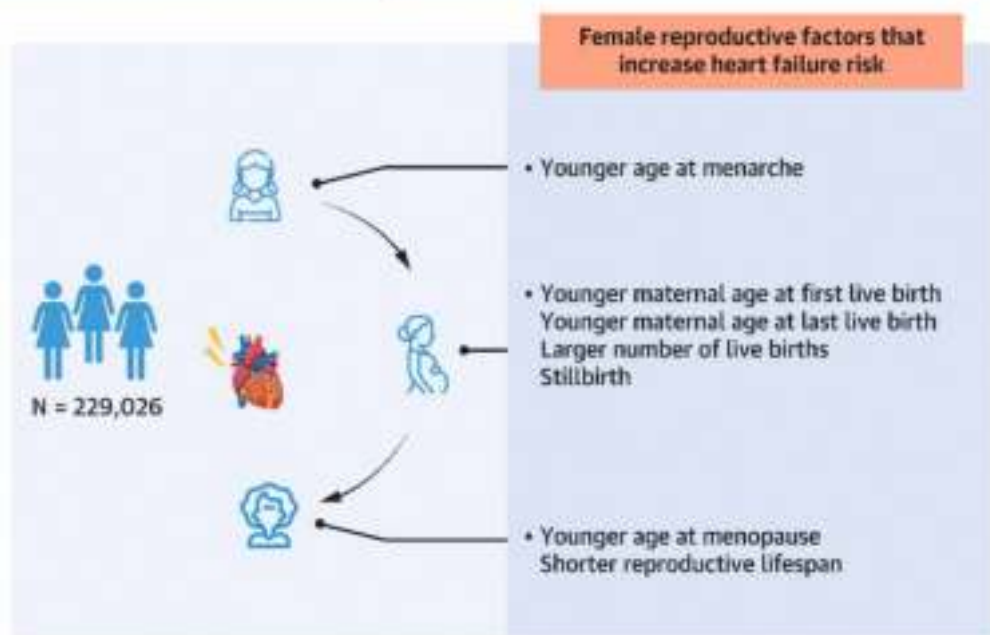 Female reproductive factors that
increase heart failure risk
• Younger age at menarche
• Younger maternal age at first live birth
Younger maternal age at last live birth
Larger number of live births
Stillbirth
N = 229,026
• Younger age at menopause
Shorter reproductive lifespan